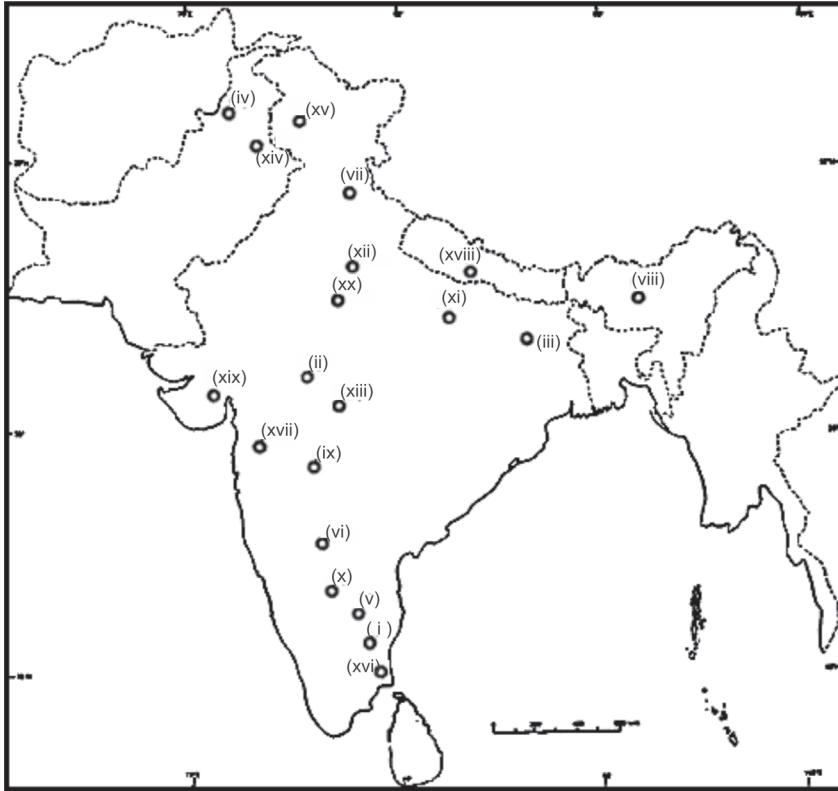 (iv)
(xv)
(xiv)
(vii)
(xii)
(xviii)
(viii)
(xx)
(xi)
(iii)
(ii)
(xix)
(xiii)
(xvii)
(ix)
(vi)
(x)
(v)
( i )
(xvi)